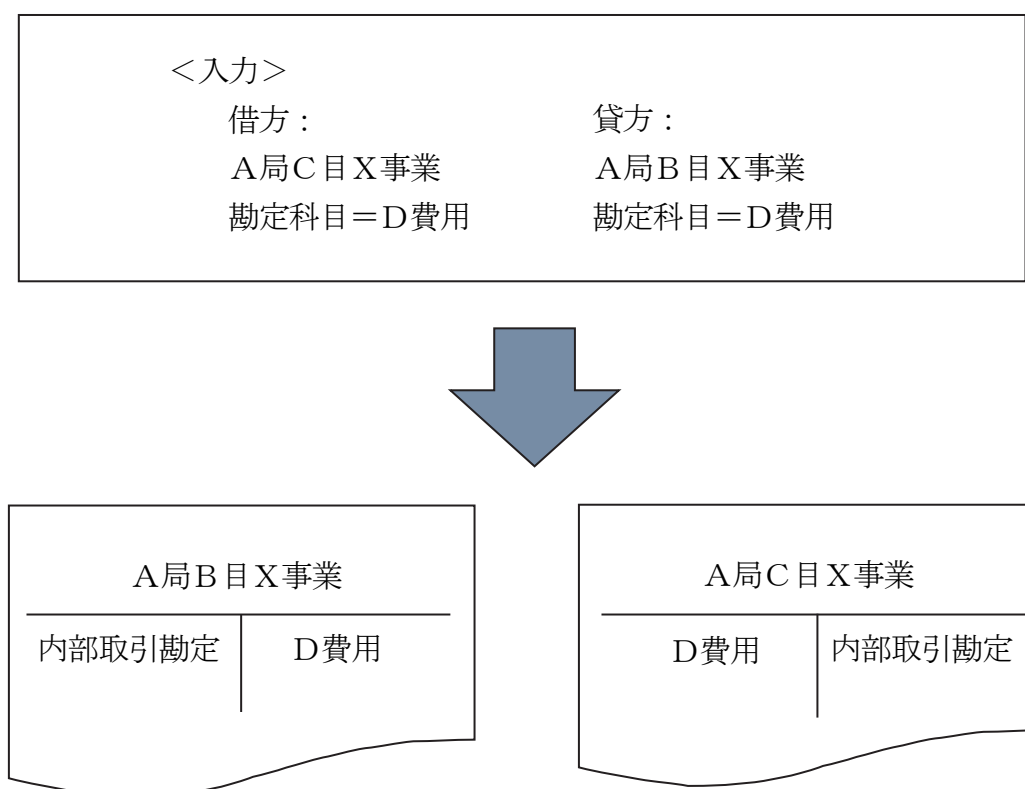 ＜入力＞
借方： 貸方：
Ａ局Ｃ目Ｘ事業 Ａ局Ｂ目Ｘ事業
勘定科目＝Ｄ費用 勘定科目＝Ｄ費用
Ａ局Ｂ目Ｘ事業
内部取引勘定 Ｄ費用
Ａ局Ｃ目Ｘ事業
Ｄ費用 内部取引勘定